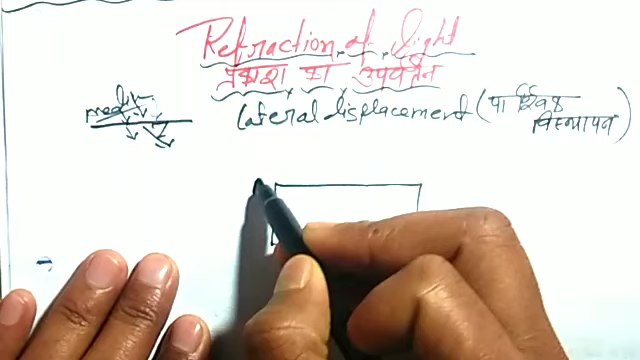 Refraction of light
प्रकाश का अपवर्तन
Lateral displacement (पार्श्विक
विस्थापन)